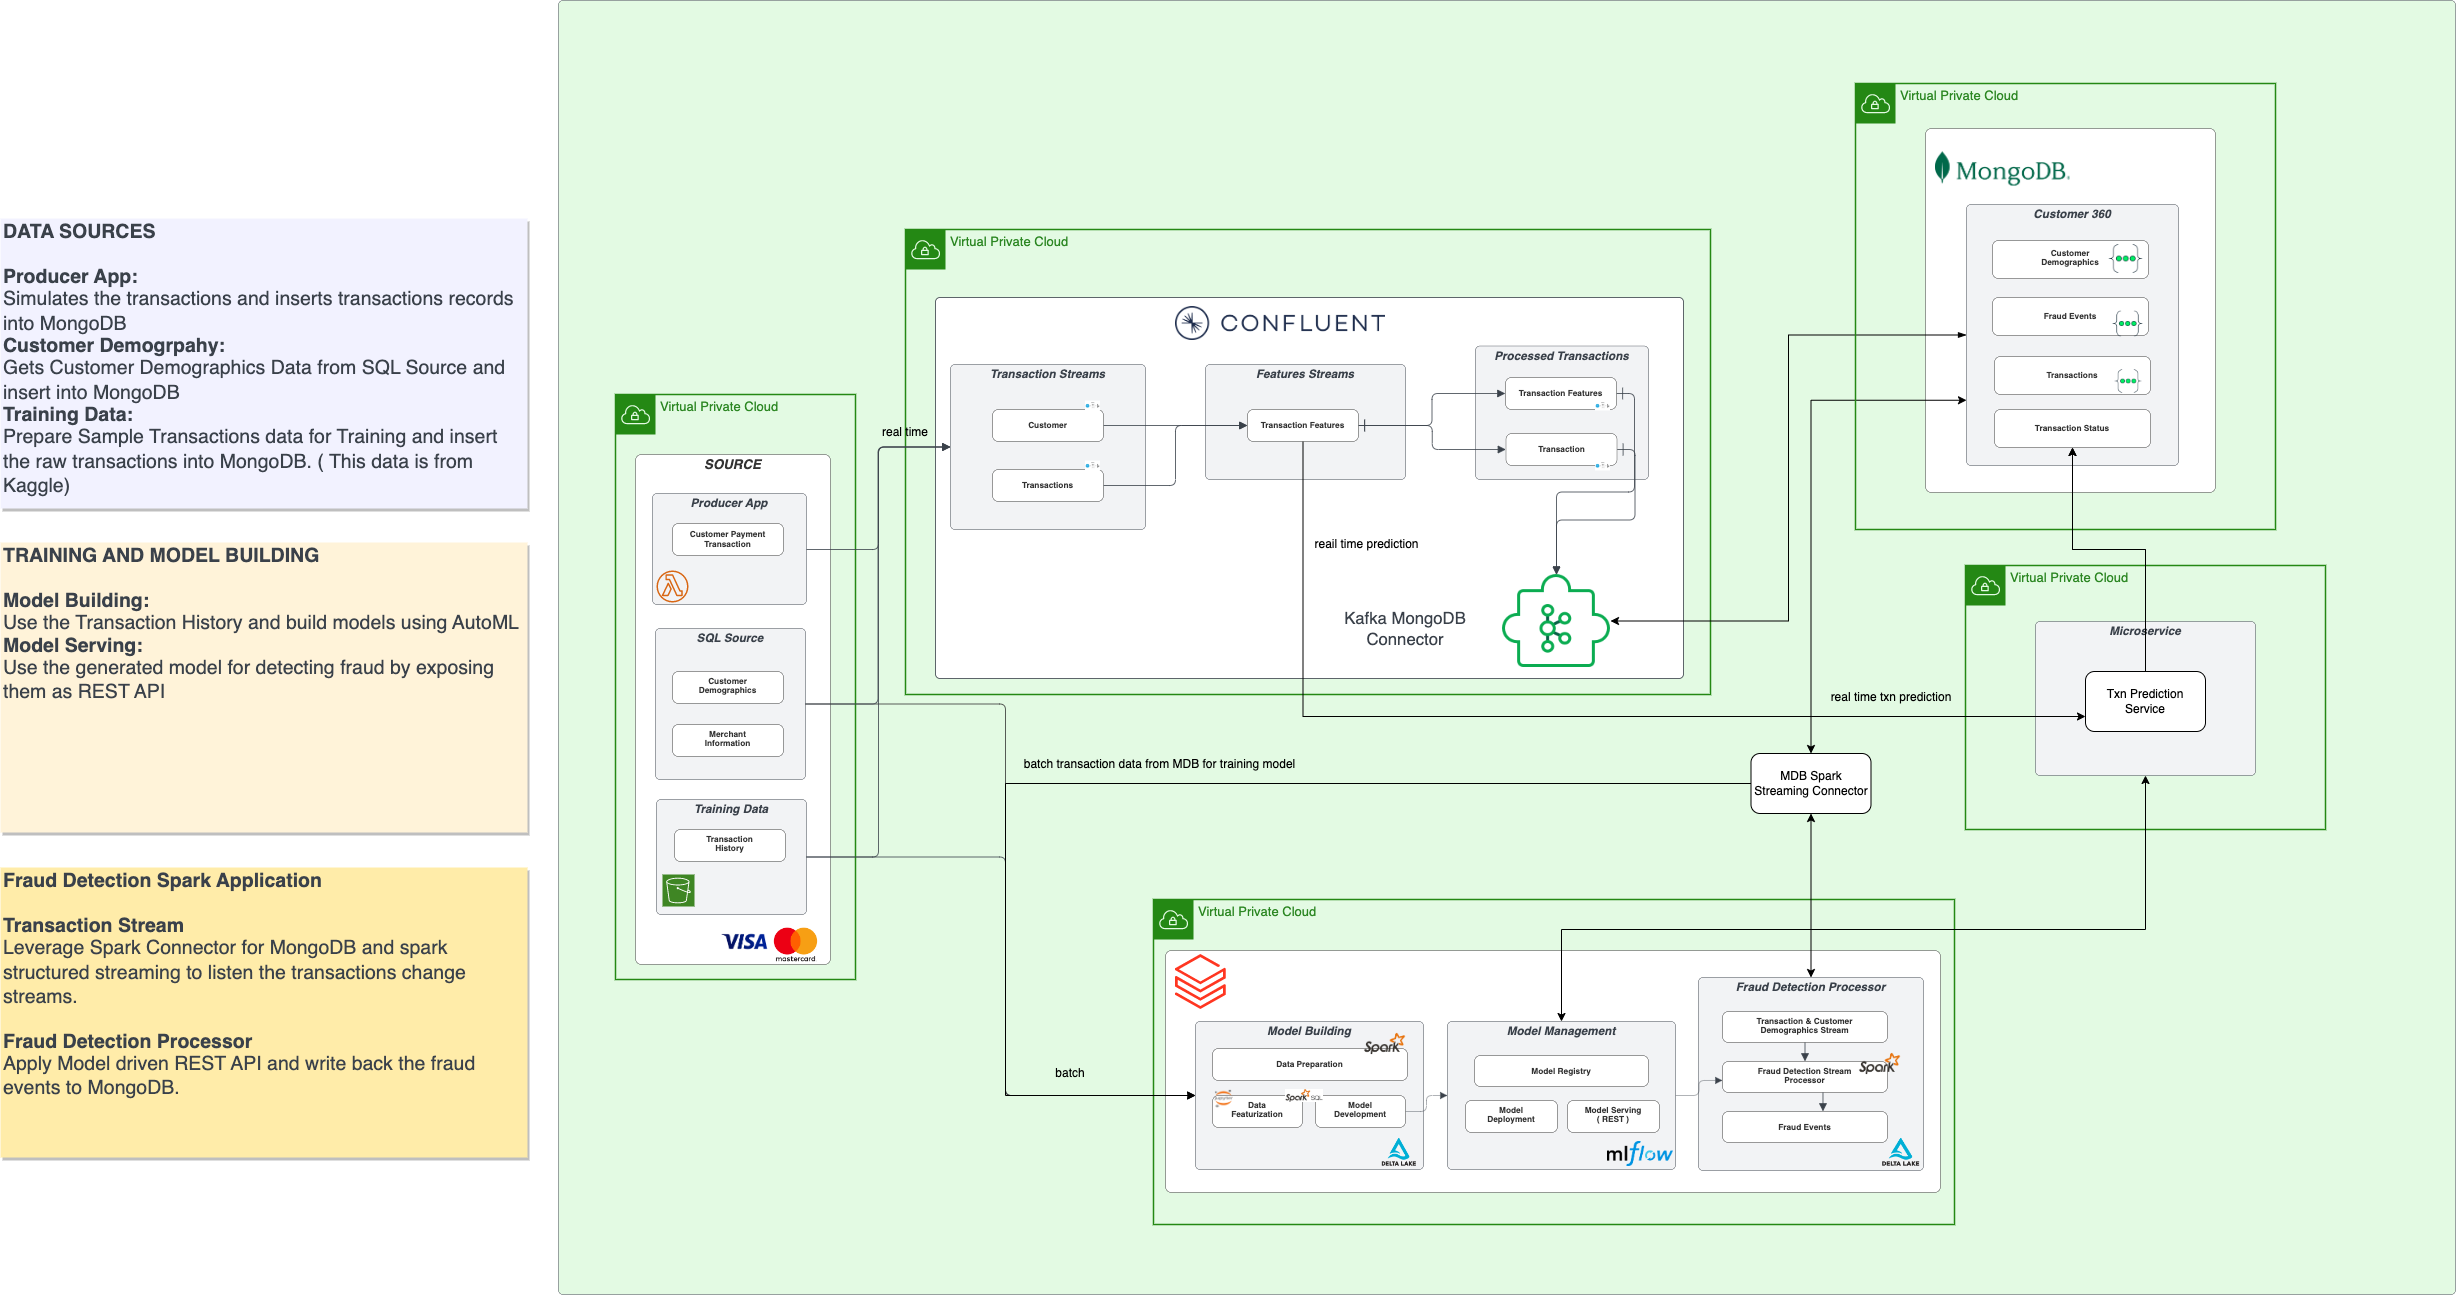 DATA SOURCES
Producer App:
Simulates the transactions and inserts transactions records
into MongoDB
Customer Demogrpahy:
Gets Customer Demographics Data from SQL Source and
insert into MongoDB
Training Data:
Prepare Sample Transactions data for Training and insert
the raw transactions into MongoDB. ( This data is from
Kaggle)
TRAINING AND MODEL BUILDING
Model Building:
Use the Transaction History and build models using AutoML
Model Serving:
Use the generated model for detecting fraud by exposing
them as REST API
Fraud Detection Spark Application
Transaction Stream
Leverage Spark Connector for MongoDB and spark
structured streaming to listen the transactions change
streams.
Fraud Detection Processor
Apply Model driven REST API and write back the fraud
events to MongoDB.
Virtual Private Cloud
SOURCE
Producer App
Customer Payment
Transaction
SQL Source
Customer
Demographics
Merchant
Information
Training Data
Transaction
History
VISA
mastercard
real time
Virtual Private Cloud
CONFLUENT
Transaction Streams
Customer
Transactions
Features Streams
Transaction Features
Processed Transactions
Transaction Features
Transaction
reail time prediction
Kafka MongoDB
Connector
Virtual Private Cloud
MongoDB.
Customer 360
Customer
Demographics
Fraud Events
Transactions
Transaction Status
Virtual Private Cloud
Microservice
Txn Prediction
Service
real time txn prediction
MDB Spark
Streaming Connector
batch transaction data from MDB for training model
batch
Virtual Private Cloud
Model Building
Spark
Data Preparation
jupyter
Data
Featurization
Spark SQL
Model
Development
DELTA LAKE
Model Management
Model Registry
Model
Deployment
Model Serving
( REST )
mlflow
Fraud Detection Processor
Transaction & Customer
Demographics Stream
Fraud Detection Stream
Processor
Spark
Fraud Events
DELTA LAKE